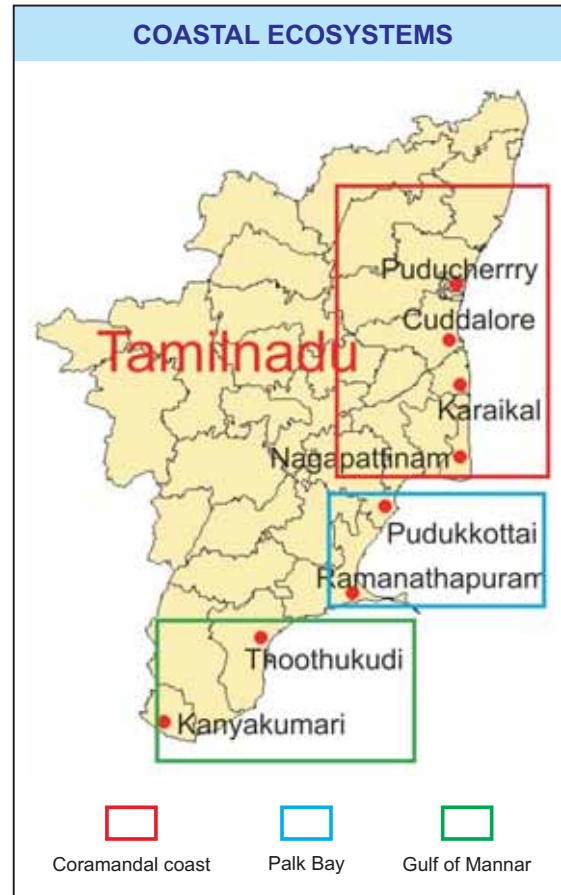 COASTAL ECOSYSTEMS
Puducherrry
Cuddalore
Tamilnadu
Karaikal
Nagapattinam
Pudukkottai
Ramanathapuram
Thoothukudi
Kanyakumari
Coramandal coast
Palk Bay
Gulf of Mannar